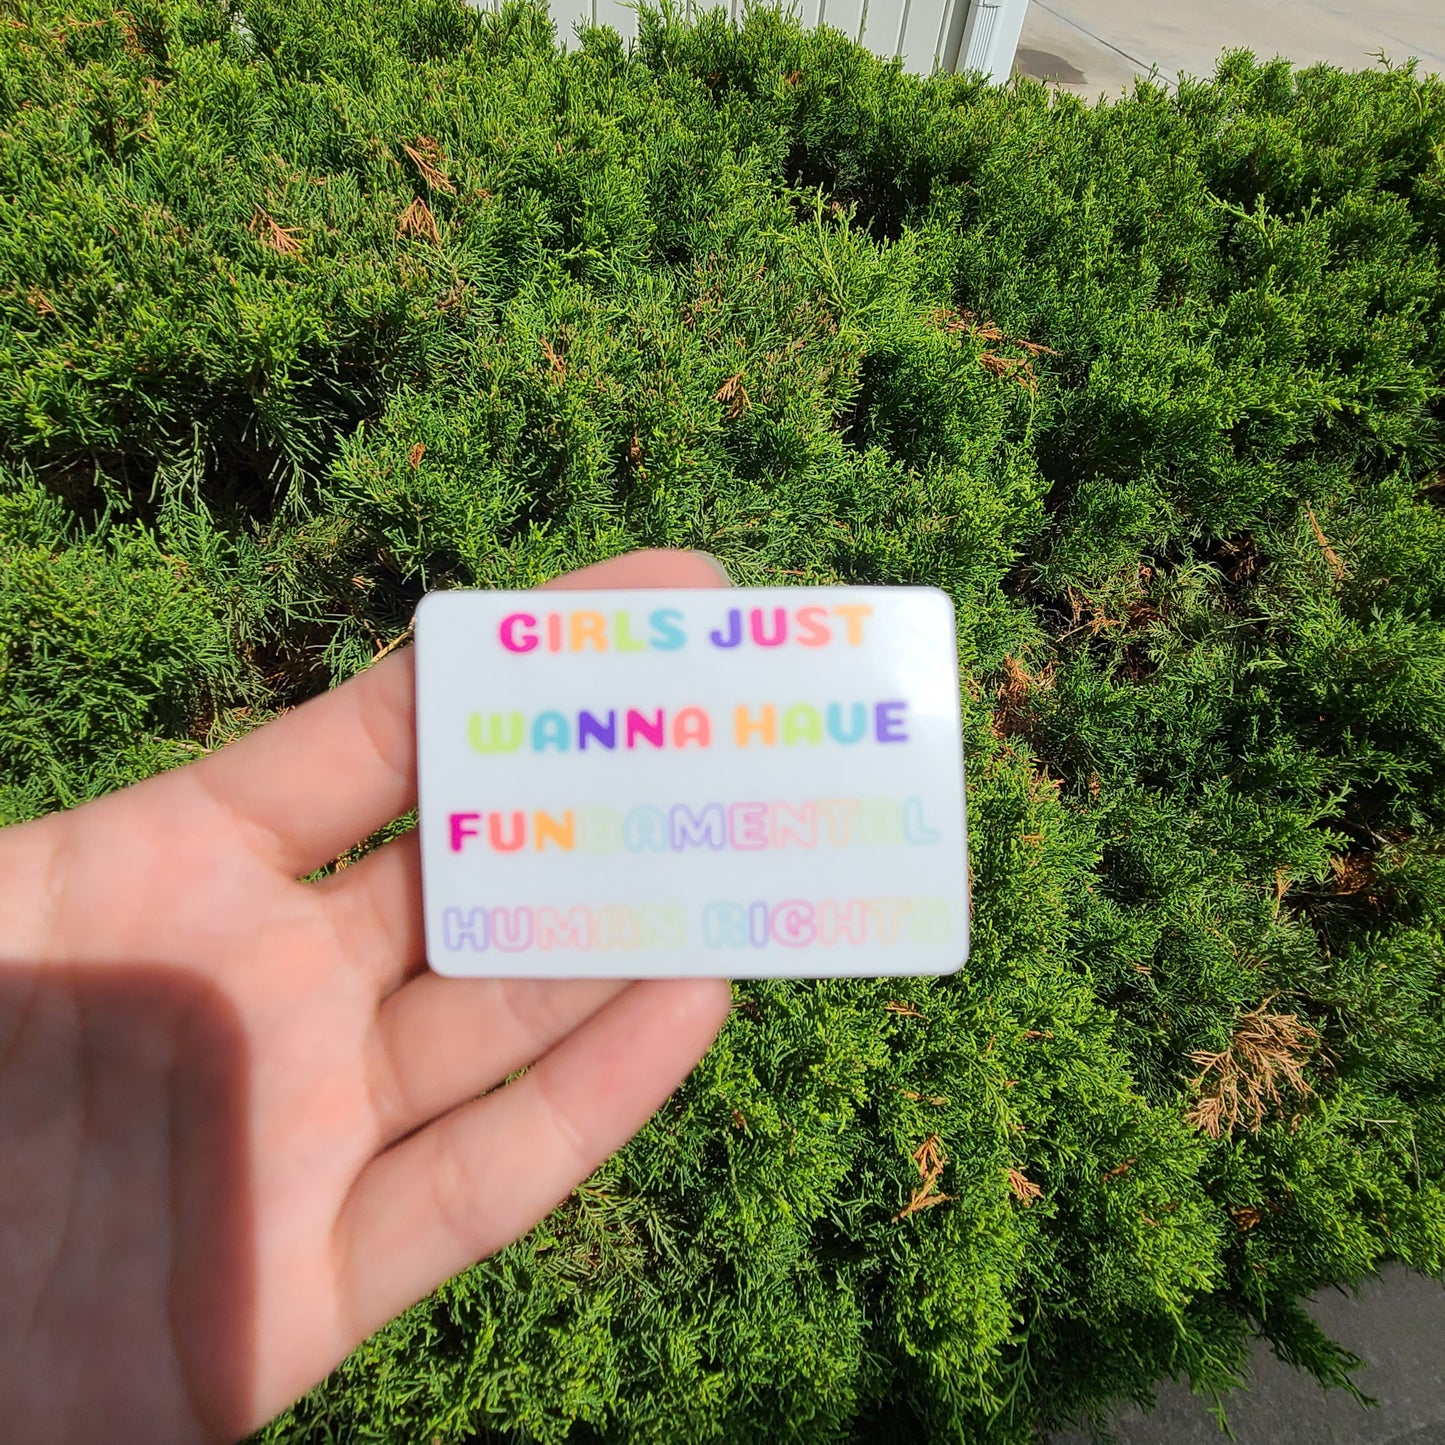 GIRLS JUST
WANNA HAVE
FUNDAMENTAL
HUMAN RIGHTS